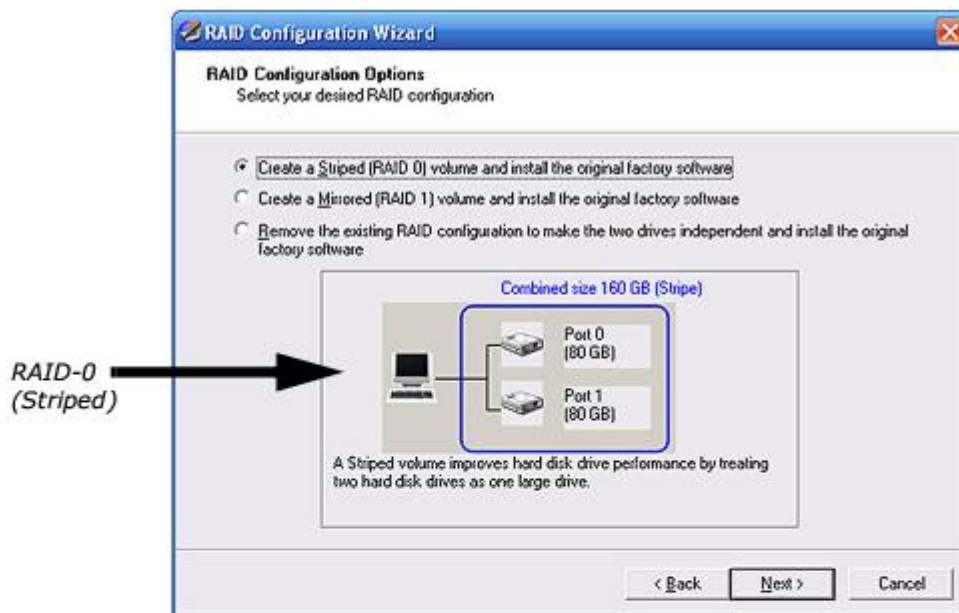 RAID Configuration Wizard
RAID Configuration Options
Select your desired RAID configuration
Create a Striped (RAID 0) volume and install the original factory software
Create a Mirrored (RAID 1) volume and install the original factory software
Remove the existing RAID configuration to make the two drives independent and install the original
factory software
Combined size 160 GB (Stripe)
Port 0
(80 GB)
Port 1
(80 GB)
RAID-0
(Striped)
A Striped volume improves hard disk drive performance by treating
two hard disk drives as one large drive.
< Back
Next >
Cancel